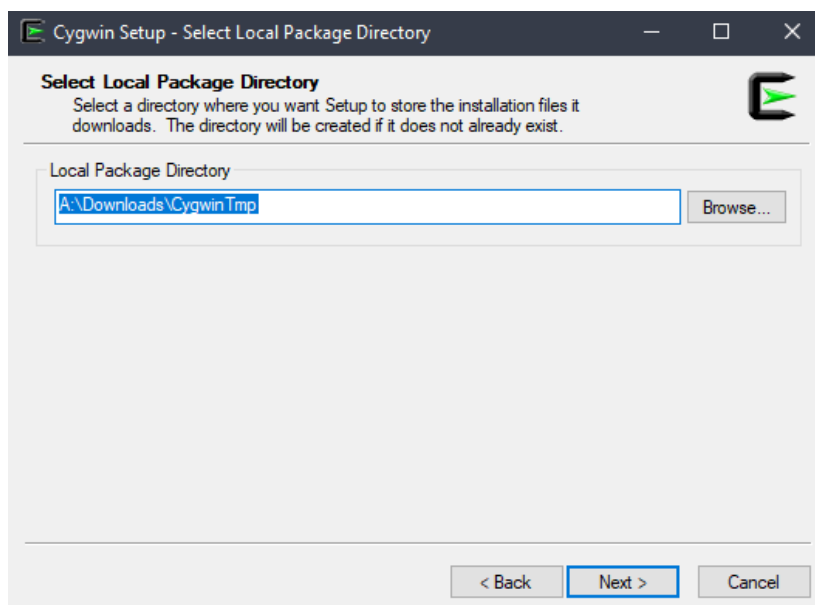 Cygwin Setup - Select Local Package Directory
Select Local Package Directory
Select a directory where you want Setup to store the installation files it
downloads.  The directory will be created if it does not already exist.
Local Package Directory
A:\Downloads\CygwinTmp
Browse...
< Back
Next >
Cancel